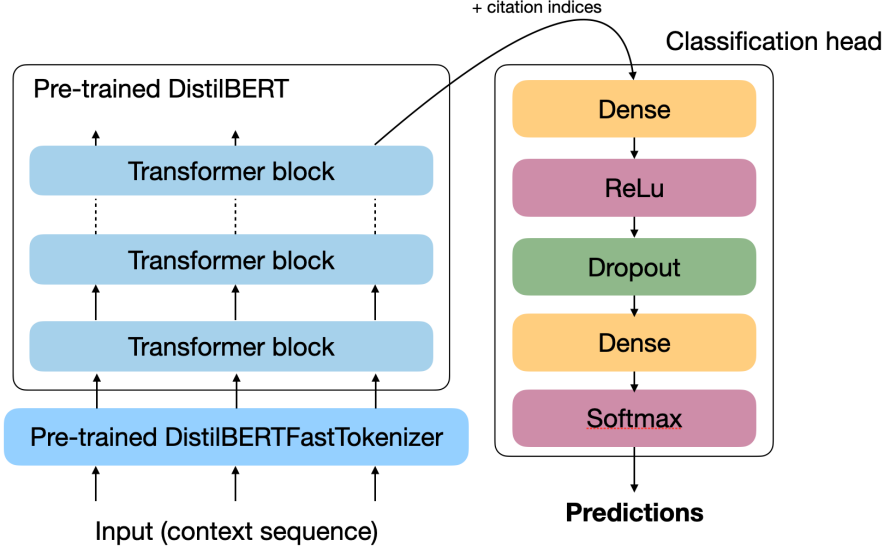 + citation indices
Classification head
Pre-trained DistilBERT
Transformer block
Transformer block
Transformer block
Pre-trained DistilBERTFastTokenizer
Input (context sequence)
Dense
ReLu
Dropout
Dense
Softmax
Predictions